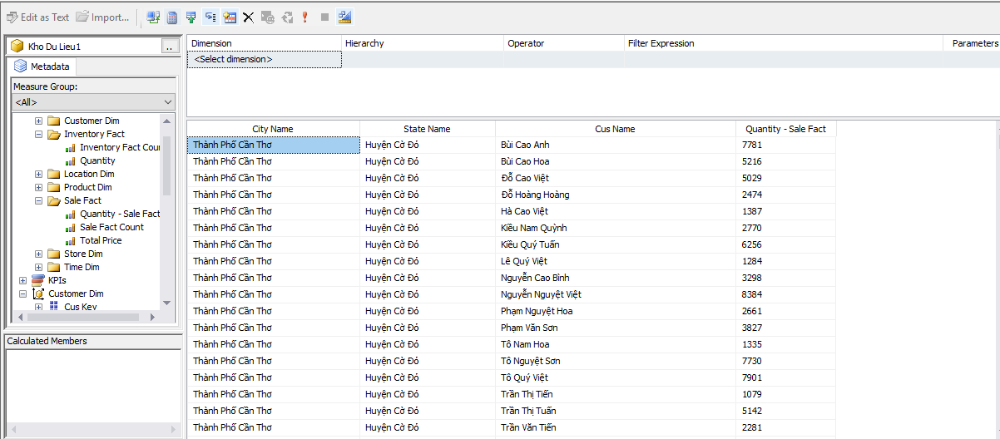 Edit as Text Import...
Kho Du Lieu1 ..
Metadata
Measure Group:
<All>
Customer Dim
Inventory Fact
Inventory Fact Coun
Quantity
Location Dim
Product Dim
Sale Fact
Quantity - Sale Fact
Sale Fact Count
Total Price
Store Dim
Time Dim
KPIs
Customer Dim
Cus Key
Calculated Members
Dimension Hierarchy Operator Filter Expression Parameters
<Select dimension>
City Name State Name Cus Name Quantity - Sale Fact
Thành Phố Cần Thơ Huyện Cờ Đỏ Bùi Cao Anh 7781
Thành Phố Cần Thơ Huyện Cờ Đỏ Bùi Cao Hoa 5216
Thành Phố Cần Thơ Huyện Cờ Đỏ Đỗ Cao Việt 5029
Thành Phố Cần Thơ Huyện Cờ Đỏ Đỗ Hoàng Hoàng 2474
Thành Phố Cần Thơ Huyện Cờ Đỏ Hà Cao Việt 1387
Thành Phố Cần Thơ Huyện Cờ Đỏ Kiều Nam Quỳnh 2770
Thành Phố Cần Thơ Huyện Cờ Đỏ Kiều Quý Tuấn 6256
Thành Phố Cần Thơ Huyện Cờ Đỏ Lê Quý Việt 1284
Thành Phố Cần Thơ Huyện Cờ Đỏ Nguyễn Cao Bình 3298
Thành Phố Cần Thơ Huyện Cờ Đỏ Nguyễn Nguyệt Việt 8384
Thành Phố Cần Thơ Huyện Cờ Đỏ Phạm Nguyệt Hoa 2661
Thành Phố Cần Thơ Huyện Cờ Đỏ Phạm Văn Sơn 3827
Thành Phố Cần Thơ Huyện Cờ Đỏ Tô Nam Hoa 1335
Thành Phố Cần Thơ Huyện Cờ Đỏ Tô Nguyệt Sơn 7730
Thành Phố Cần Thơ Huyện Cờ Đỏ Tô Quý Việt 7901
Thành Phố Cần Thơ Huyện Cờ Đỏ Trần Thị Tiến 1079
Thành Phố Cần Thơ Huyện Cờ Đỏ Trần Thị Tuấn 5142
Thành Phố Cần Thơ Huyện Cờ Đỏ Trần Văn Tiến 2281